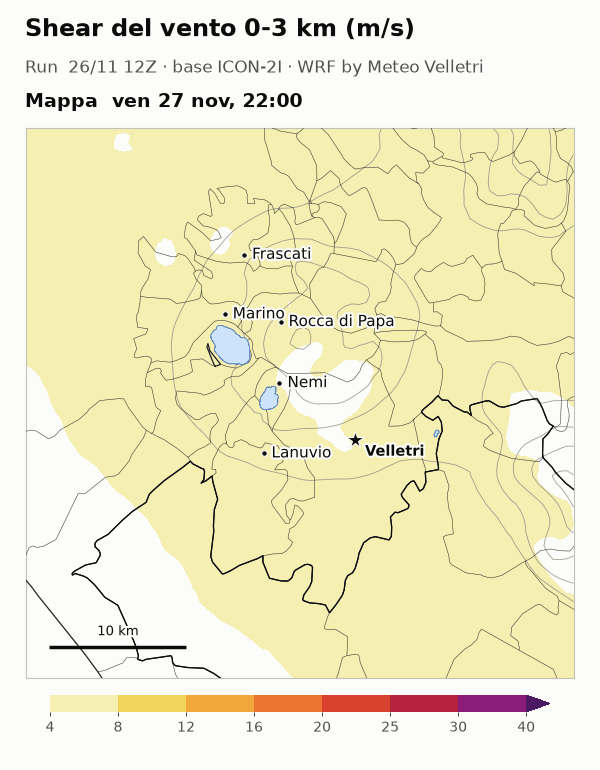 Shear del vento 0-3 km (m/s)
Run  26/11 12Z · base ICON-2I · WRF by Meteo Velletri
Mappa  ven 27 nov, 22:00
Frascati
Marino
Rocca di Papa
Nemi
Velletri
Lanuvio
10 km
4 8 12 16 20 25 30 40